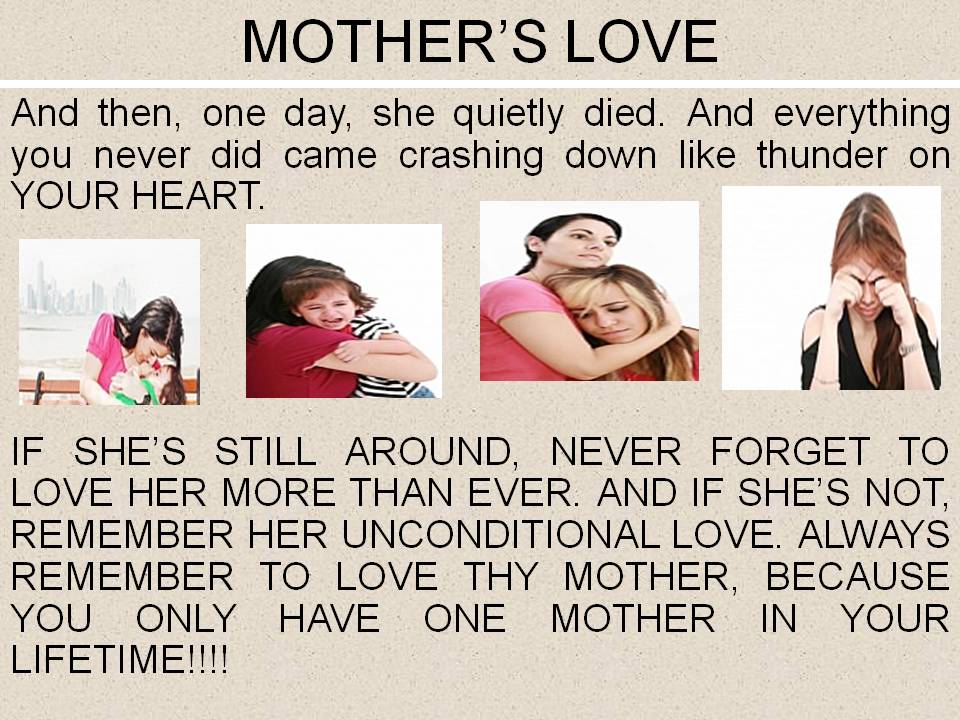 MOTHER’S LOVE
And then, one day, she quietly died. And everything
you never did came crashing down like thunder on
YOUR HEART.
IF SHE’S STILL AROUND, NEVER FORGET TO
LOVE HER MORE THAN EVER. AND IF SHE’S NOT,
REMEMBER HER UNCONDITIONAL LOVE. ALWAYS
REMEMBER TO LOVE THY MOTHER, BECAUSE
YOU ONLY HAVE ONE MOTHER IN YOUR
LIFETIME!!!!